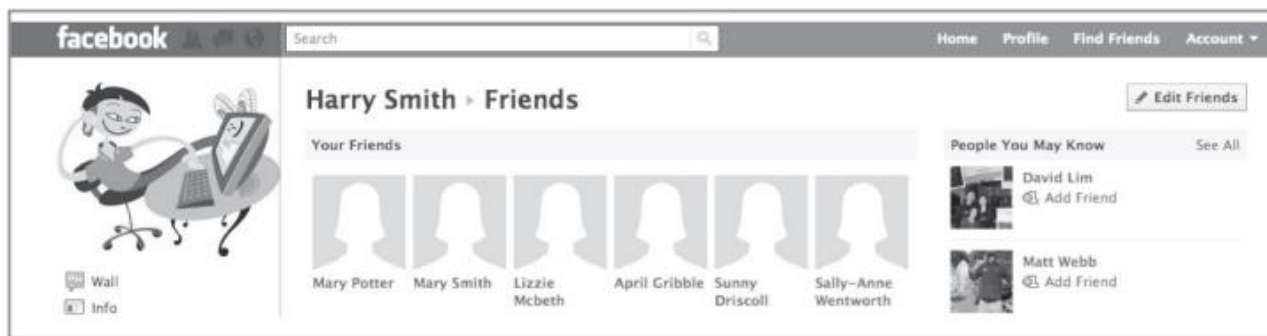 facebook
Search
Home Profile Find Friends Account
Harry Smith ▸ Friends
Edit Friends
Your Friends
People You May Know See All
David Lim
Add Friend
Mary Potter Mary Smith Lizzie Mcbeth April Gribble Sunny Driscoll Sally-Anne Wentworth
Matt Webb
Add Friend
Wall
Info